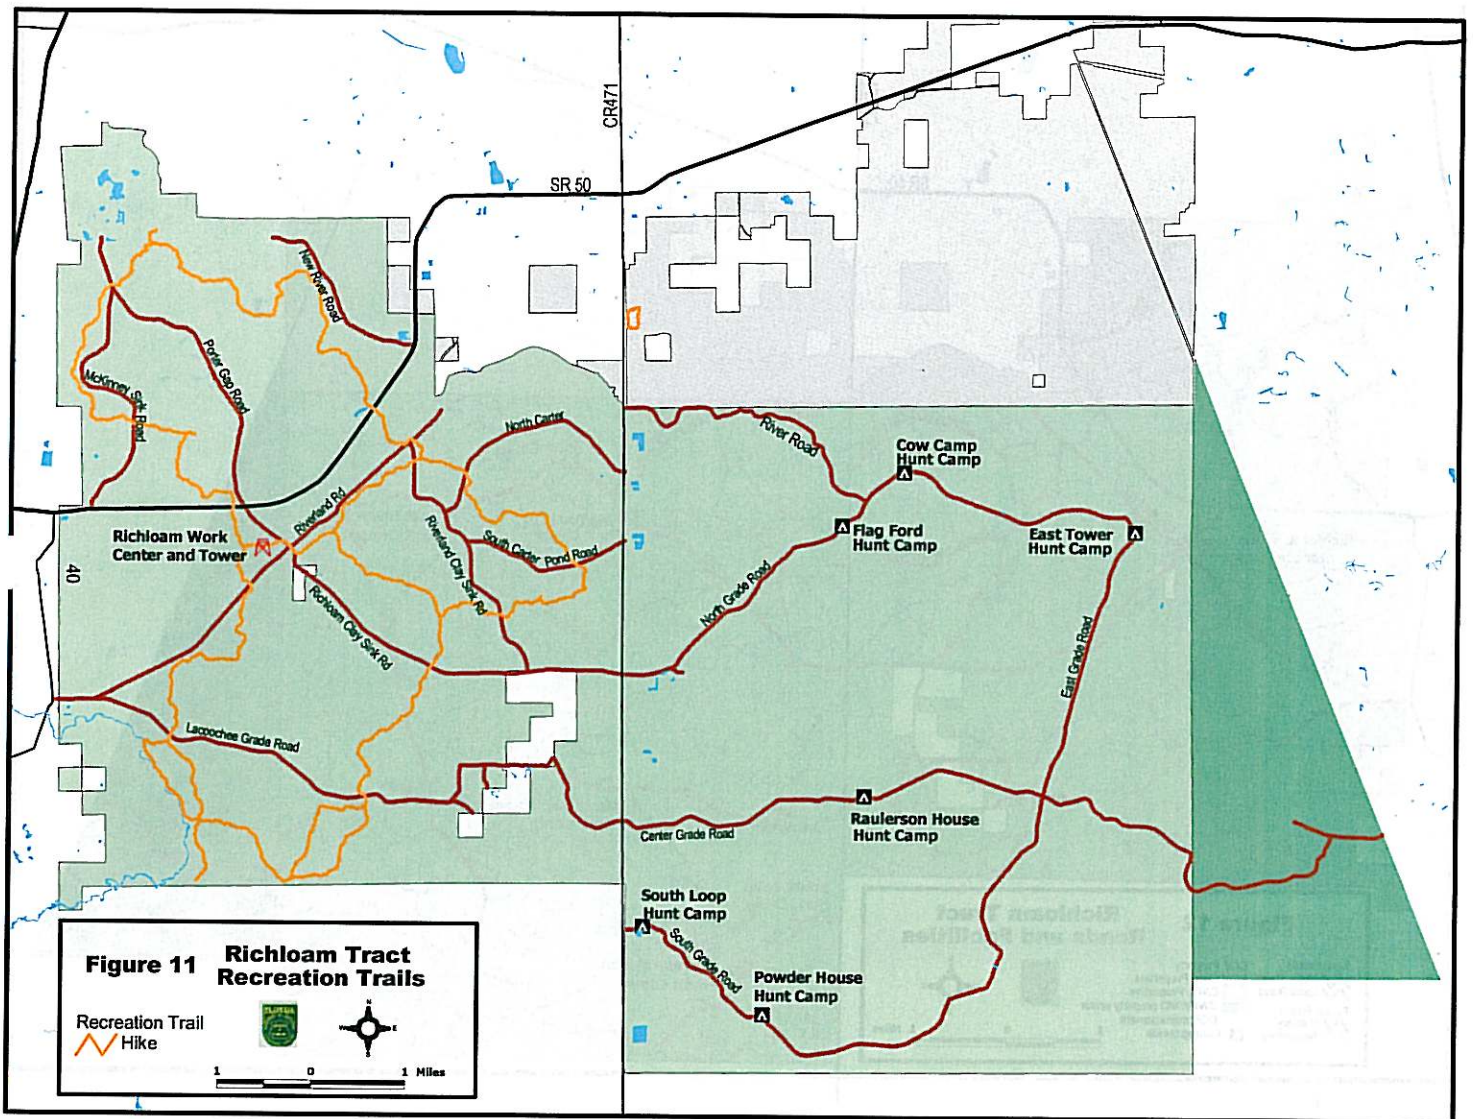 CR471
SR 50
New River Road
Porter Gap Road
McKinney Sink Road
North Carter
River Road
Cow Camp
Hunt Camp
Riverland Rd
Richloam Work
Center and Tower
Flag Ford
Hunt Camp
East Tower
Hunt Camp
Riverland Clay Sink Rd
South Carter Pond Road
40
North Grade Road
Richloam Clay Sink Rd
East Grade Road
Lacoochee Grade Road
Center Grade Road
Raulerson House
Hunt Camp
South Loop
Hunt Camp
South Grade Road
Powder House
Hunt Camp
Figure 11
Richloam Tract
Recreation Trails
Recreation Trail
Hike
N
W E
S
1 0 1 Miles